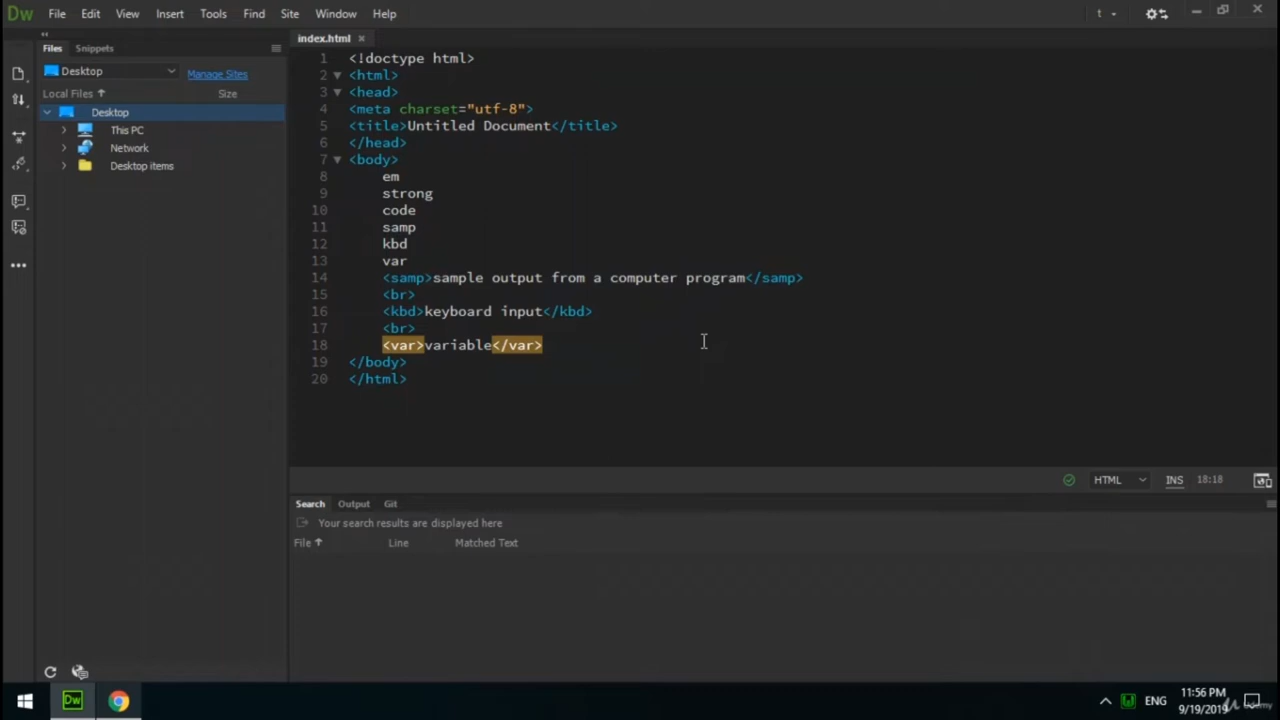 Dw File Edit View Insert Tools Find Site Window Help t
Files Snippets
Desktop Manage Sites
Local Files Size
Desktop
This PC
Network
Desktop items
index.html
1 <!doctype html>
2 <html>
3 <head>
4 <meta charset="utf-8">
5 <title>Untitled Document</title>
6 </head>
7 <body>
8 em
9 strong
10 code
11 samp
12 kbd
13 var
14 <samp>sample output from a computer program</samp>
15 <br>
16 <kbd>keyboard input</kbd>
17 <br>
18 <var>variable</var>
19 </body>
20 </html>
HTML INS 18:18
Search Output Git
Your search results are displayed here
File Line Matched Text
Dw ENG 11:56 PM
9/19/2019
Udemy